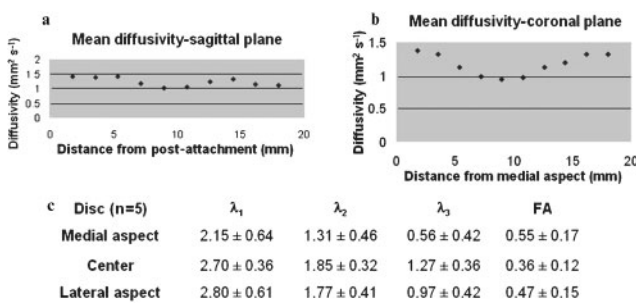 a
Mean diffusivity-sagittal plane
Diffusivity (mm² s⁻¹)
2
1.5
1
0.5
0
0 5 10 15 20
Distance from post-attachment (mm)
b
Mean diffusivity-coronal plane
Diffusivity (mm² s⁻¹)
1.5
1
0.5
0
0 5 10 15 20
Distance from medial aspect (mm)
c Disc (n=5) λ₁ λ₂ λ₃ FA
Medial aspect 2.15 ± 0.64 1.31 ± 0.46 0.56 ± 0.42 0.55 ± 0.17
Center 2.70 ± 0.36 1.85 ± 0.32 1.27 ± 0.36 0.36 ± 0.12
Lateral aspect 2.80 ± 0.61 1.77 ± 0.41 0.97 ± 0.42 0.47 ± 0.15